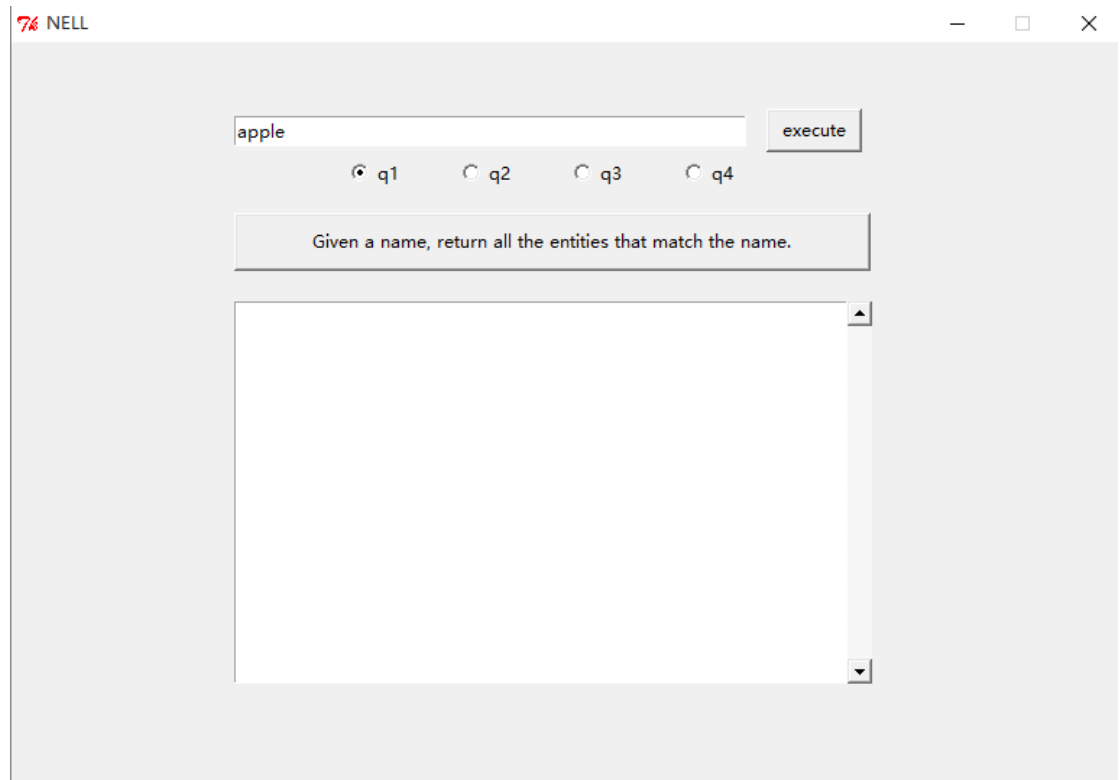 NELL
apple
execute
q1 q2 q3 q4
Given a name, return all the entities that match the name.